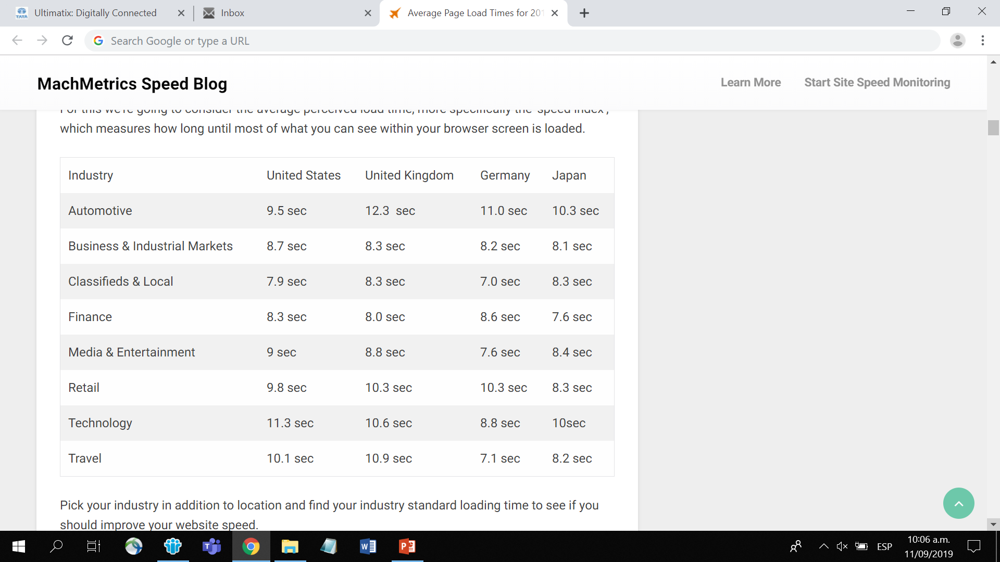 Ultimatix: Digitally Connected
Inbox
Average Page Load Times for 201
Search Google or type a URL
MachMetrics Speed Blog
Learn More
Start Site Speed Monitoring
For this we're going to consider the average perceived load time, more specifically the 'speed index',
which measures how long until most of what you can see within your browser screen is loaded.
Industry United States United Kingdom Germany Japan
Automotive 9.5 sec 12.3 sec 11.0 sec 10.3 sec
Business & Industrial Markets 8.7 sec 8.3 sec 8.2 sec 8.1 sec
Classifieds & Local 7.9 sec 8.3 sec 7.0 sec 8.3 sec
Finance 8.3 sec 8.0 sec 8.6 sec 7.6 sec
Media & Entertainment 9 sec 8.8 sec 7.6 sec 8.4 sec
Retail 9.8 sec 10.3 sec 10.3 sec 8.3 sec
Technology 11.3 sec 10.6 sec 8.8 sec 10sec
Travel 10.1 sec 10.9 sec 7.1 sec 8.2 sec
Pick your industry in addition to location and find your industry standard loading time to see if you
should improve your website speed.
ESP
10:06 a.m.
11/09/2019